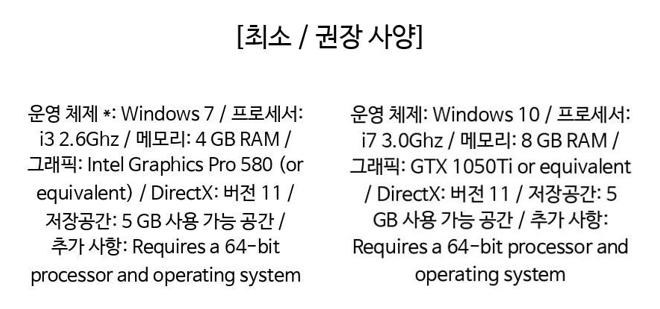 [최소 / 권장 사양]
운영 체제 *: Windows 7 / 프로세서:
i3 2.6Ghz / 메모리: 4 GB RAM /
그래픽: Intel Graphics Pro 580 (or
equivalent) / DirectX: 버전 11 /
저장공간: 5 GB 사용 가능 공간 /
추가 사항: Requires a 64-bit
processor and operating system
운영 체제: Windows 10 / 프로세서:
i7 3.0Ghz / 메모리: 8 GB RAM /
그래픽: GTX 1050Ti or equivalent
/ DirectX: 버전 11 / 저장공간: 5
GB 사용 가능 공간 / 추가 사항:
Requires a 64-bit processor and
operating system